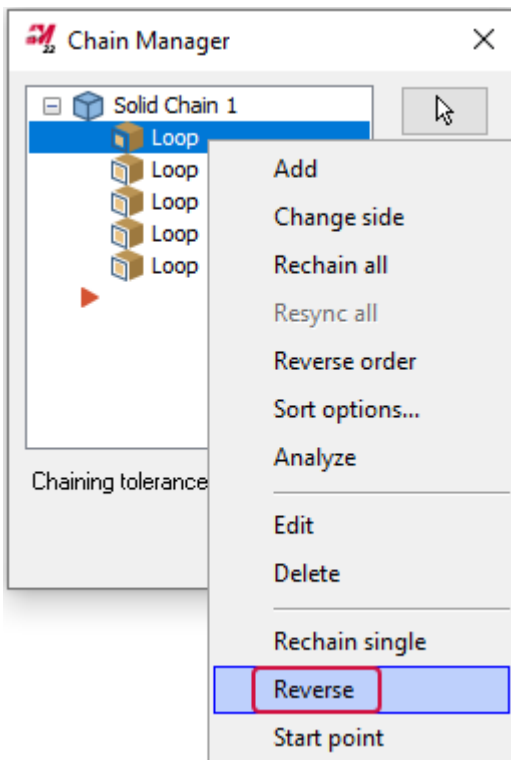 22 Chain Manager
Solid Chain 1
Loop
Loop
Loop
Loop
Loop
Chaining tolerance
Add
Change side
Rechain all
Resync all
Reverse order
Sort options...
Analyze
Edit
Delete
Rechain single
Reverse
Start point